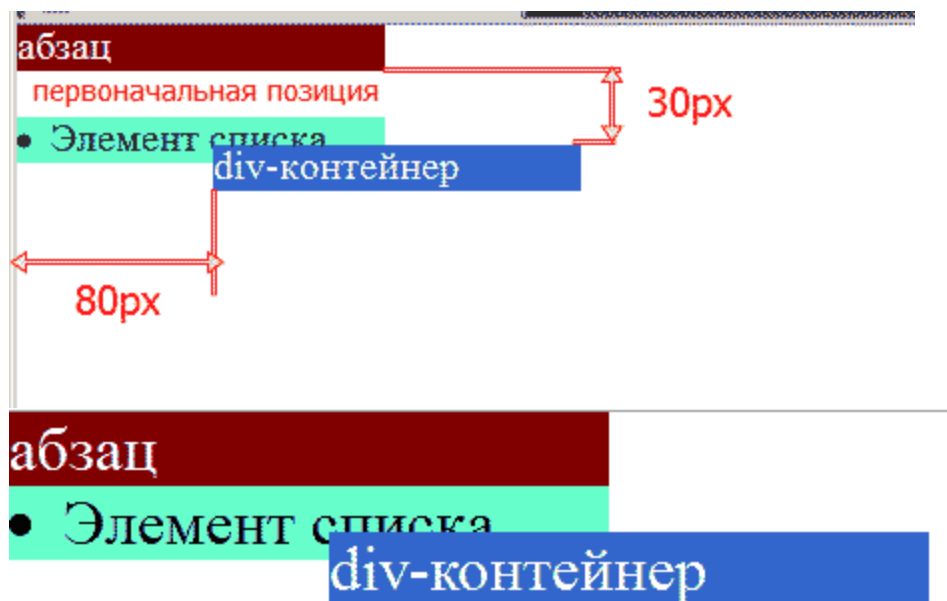 абзац
первоначальная позиция
30px
• Элемент списка
div-контейнер
80px
абзац
• Элемент списка
div-контейнер